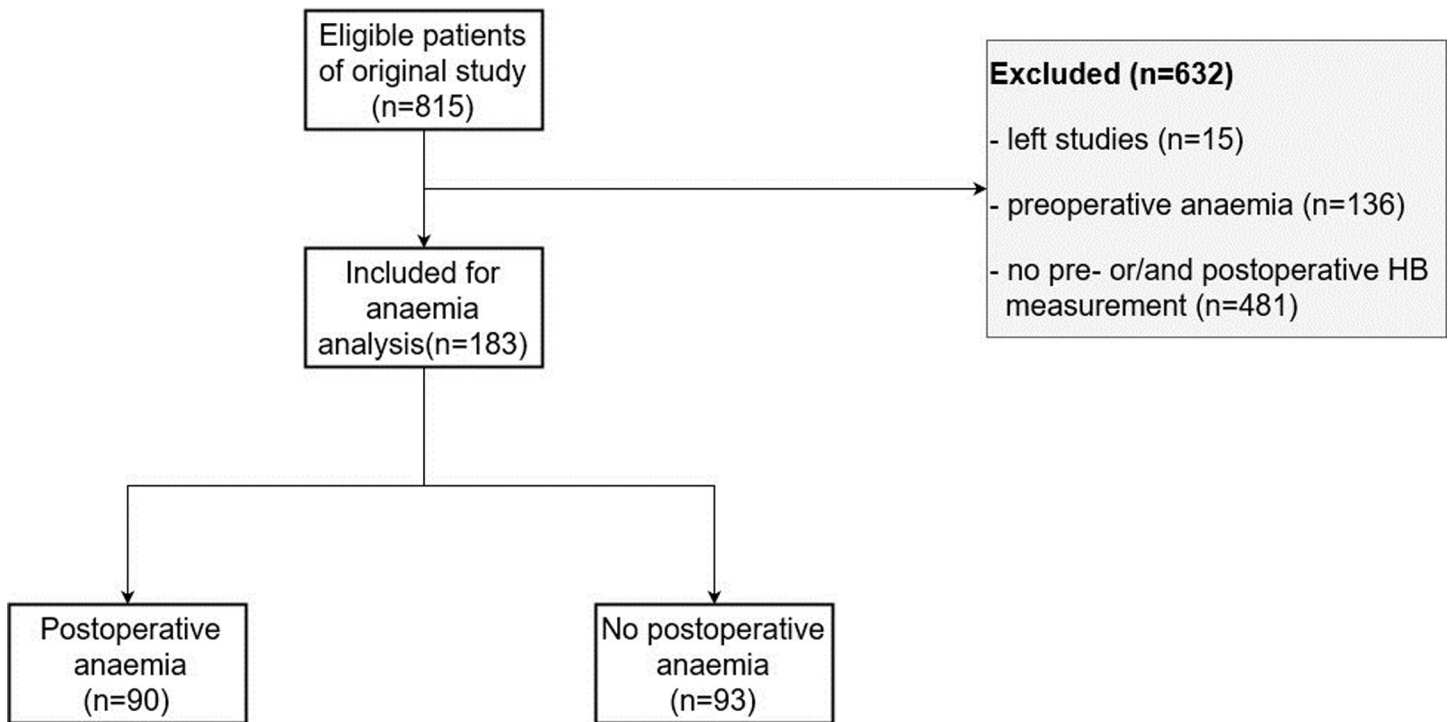 Eligible patients
of original study
(n=815)
Excluded (n=632)
- left studies (n=15)
- preoperative anaemia (n=136)
- no pre- or/and postoperative HB
measurement (n=481)
Included for
anaemia
analysis(n=183)
Postoperative
anaemia
(n=90)
No postoperative
anaemia
(n=93)